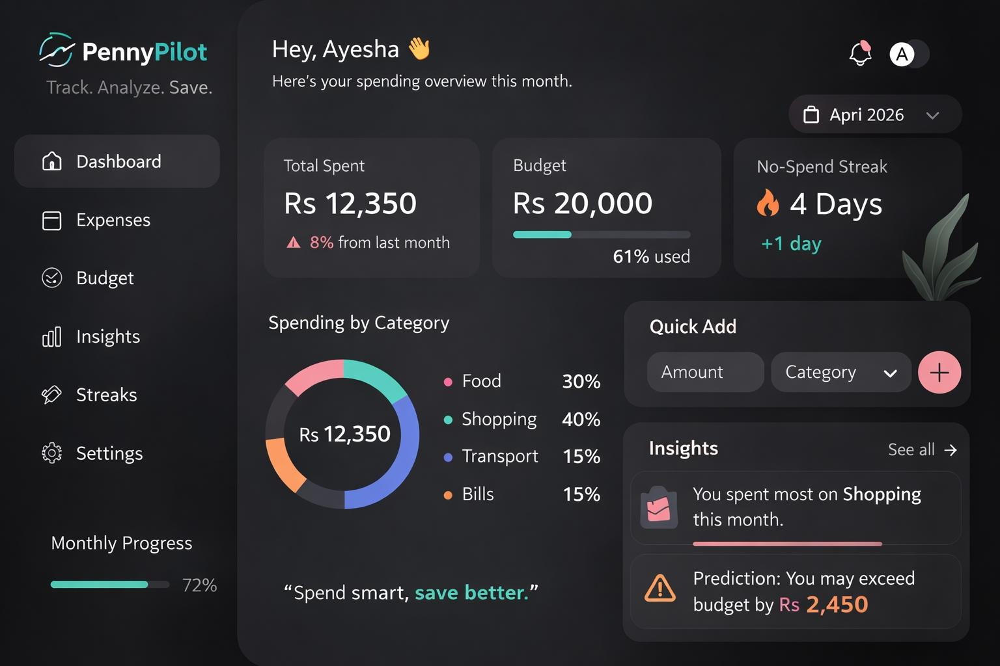 PennyPilot
Track. Analyze. Save.
Dashboard
Expenses
Budget
Insights
Streaks
Settings
Monthly Progress
72%
Hey, Ayesha 👋
Here's your spending overview this month.
A
Apri 2026
Total Spent
Rs 12,350
8% from last month
Budget
Rs 20,000
61% used
No-Spend Streak
4 Days
+1 day
Spending by Category
Rs 12,350
Food 30%
Shopping 40%
Transport 15%
Bills 15%
“Spend smart, save better.”
Quick Add
Amount
Category
Insights
See all →
You spent most on Shopping
this month.
Prediction: You may exceed
budget by Rs 2,450